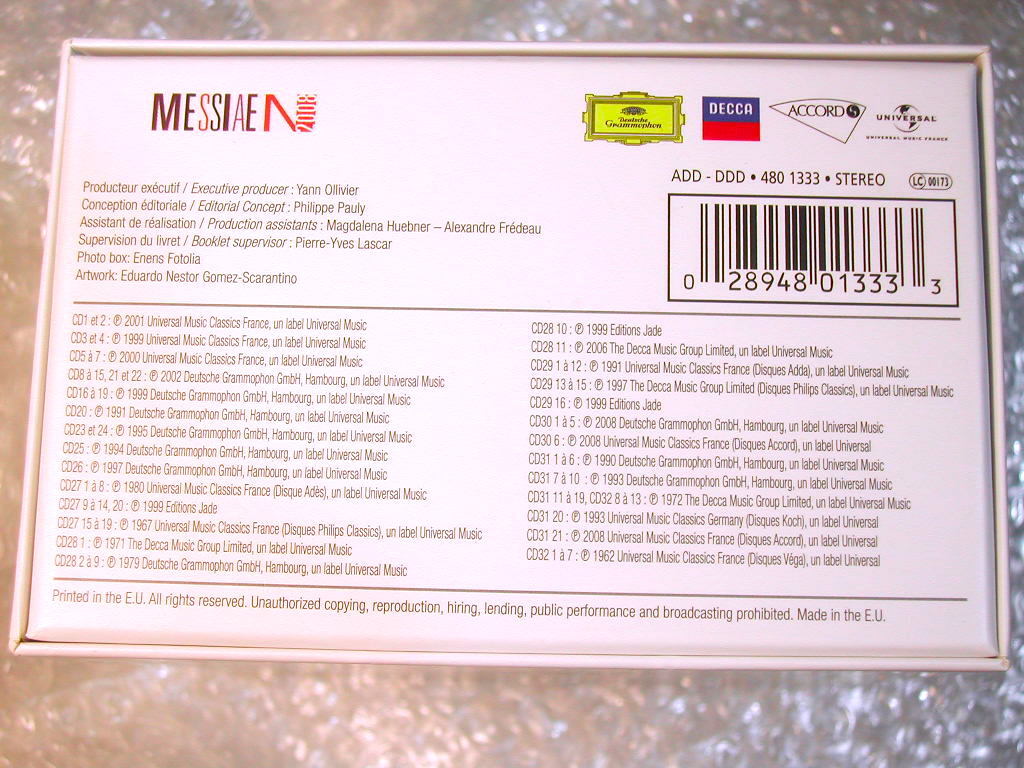 MESSIAEN 2008
Deutsche Grammophon
DECCA
ACCORD
UNIVERSAL
UNIVERSAL MUSIC FRANCE
ADD - DDD • 480 1333 • STEREO
LC 00173
0 28948 01333 3
Producteur exécutif / Executive producer : Yann Ollivier
Conception éditoriale / Editorial Concept : Philippe Pauly
Assistant de réalisation / Production assistants : Magdalena Huebner – Alexandre Frédeau
Supervision du livret / Booklet supervisor : Pierre-Yves Lascar
Photo box: Enens Fotolia
Artwork: Eduardo Nestor Gomez-Scarantino
CD1 et 2 : ℗ 2001 Universal Music Classics France, un label Universal Music
CD3 et 4 : ℗ 1999 Universal Music Classics France, un label Universal Music
CD5 à 7 : ℗ 2000 Universal Music Classics France, un label Universal Music
CD8 à 15, 21 et 22 : ℗ 2002 Deutsche Grammophon GmbH, Hambourg, un label Universal Music
CD16 à 19 : ℗ 1999 Deutsche Grammophon GmbH, Hambourg, un label Universal Music
CD20 : ℗ 1991 Deutsche Grammophon GmbH, Hambourg, un label Universal Music
CD23 et 24 : ℗ 1995 Deutsche Grammophon GmbH, Hambourg, un label Universal Music
CD25 : ℗ 1994 Deutsche Grammophon GmbH, Hambourg, un label Universal Music
CD26 : ℗ 1997 Deutsche Grammophon GmbH, Hambourg, un label Universal Music
CD27 1 à 8 : ℗ 1980 Universal Music Classics France (Disque Adès), un label Universal Music
CD27 9 à 14, 20 : ℗ 1999 Editions Jade
CD27 15 à 19 : ℗ 1967 Universal Music Classics France (Disques Philips Classics), un label Universal Music
CD28 1 : ℗ 1971 The Decca Music Group Limited, un label Universal Music
CD28 2 à 9 : ℗ 1979 Deutsche Grammophon GmbH, Hambourg, un label Universal Music
CD28 10 : ℗ 1999 Editions Jade
CD28 11 : ℗ 2006 The Decca Music Group Limited, un label Universal Music
CD29 1 à 12 : ℗ 1991 Universal Music Classics France (Disques Adda), un label Universal Music
CD29 13 à 15 : ℗ 1997 The Decca Music Group Limited (Disques Philips Classics), un label Universal Music
CD29 16 : ℗ 1999 Editions Jade
CD30 1 à 5 : ℗ 2008 Deutsche Grammophon GmbH, Hambourg, un label Universal Music
CD30 6 : ℗ 2008 Universal Music Classics France (Disques Accord), un label Universal
CD31 1 à 6 : ℗ 1990 Deutsche Grammophon GmbH, Hambourg, un label Universal Music
CD31 7 à 10 : ℗ 1993 Deutsche Grammophon GmbH, Hambourg, un label Universal Music
CD31 11 à 19, CD32 8 à 13 : ℗ 1972 The Decca Music Group Limited, un label Universal Music
CD31 20 : ℗ 1993 Universal Music Classics Germany (Disques Koch), un label Universal
CD31 21 : ℗ 2008 Universal Music Classics France (Disques Accord), un label Universal
CD32 1 à 7 : ℗ 1962 Universal Music Classics France (Disques Véga), un label Universal
Printed in the E.U. All rights reserved. Unauthorized copying, reproduction, hiring, lending, public performance and broadcasting prohibited. Made in the E.U.